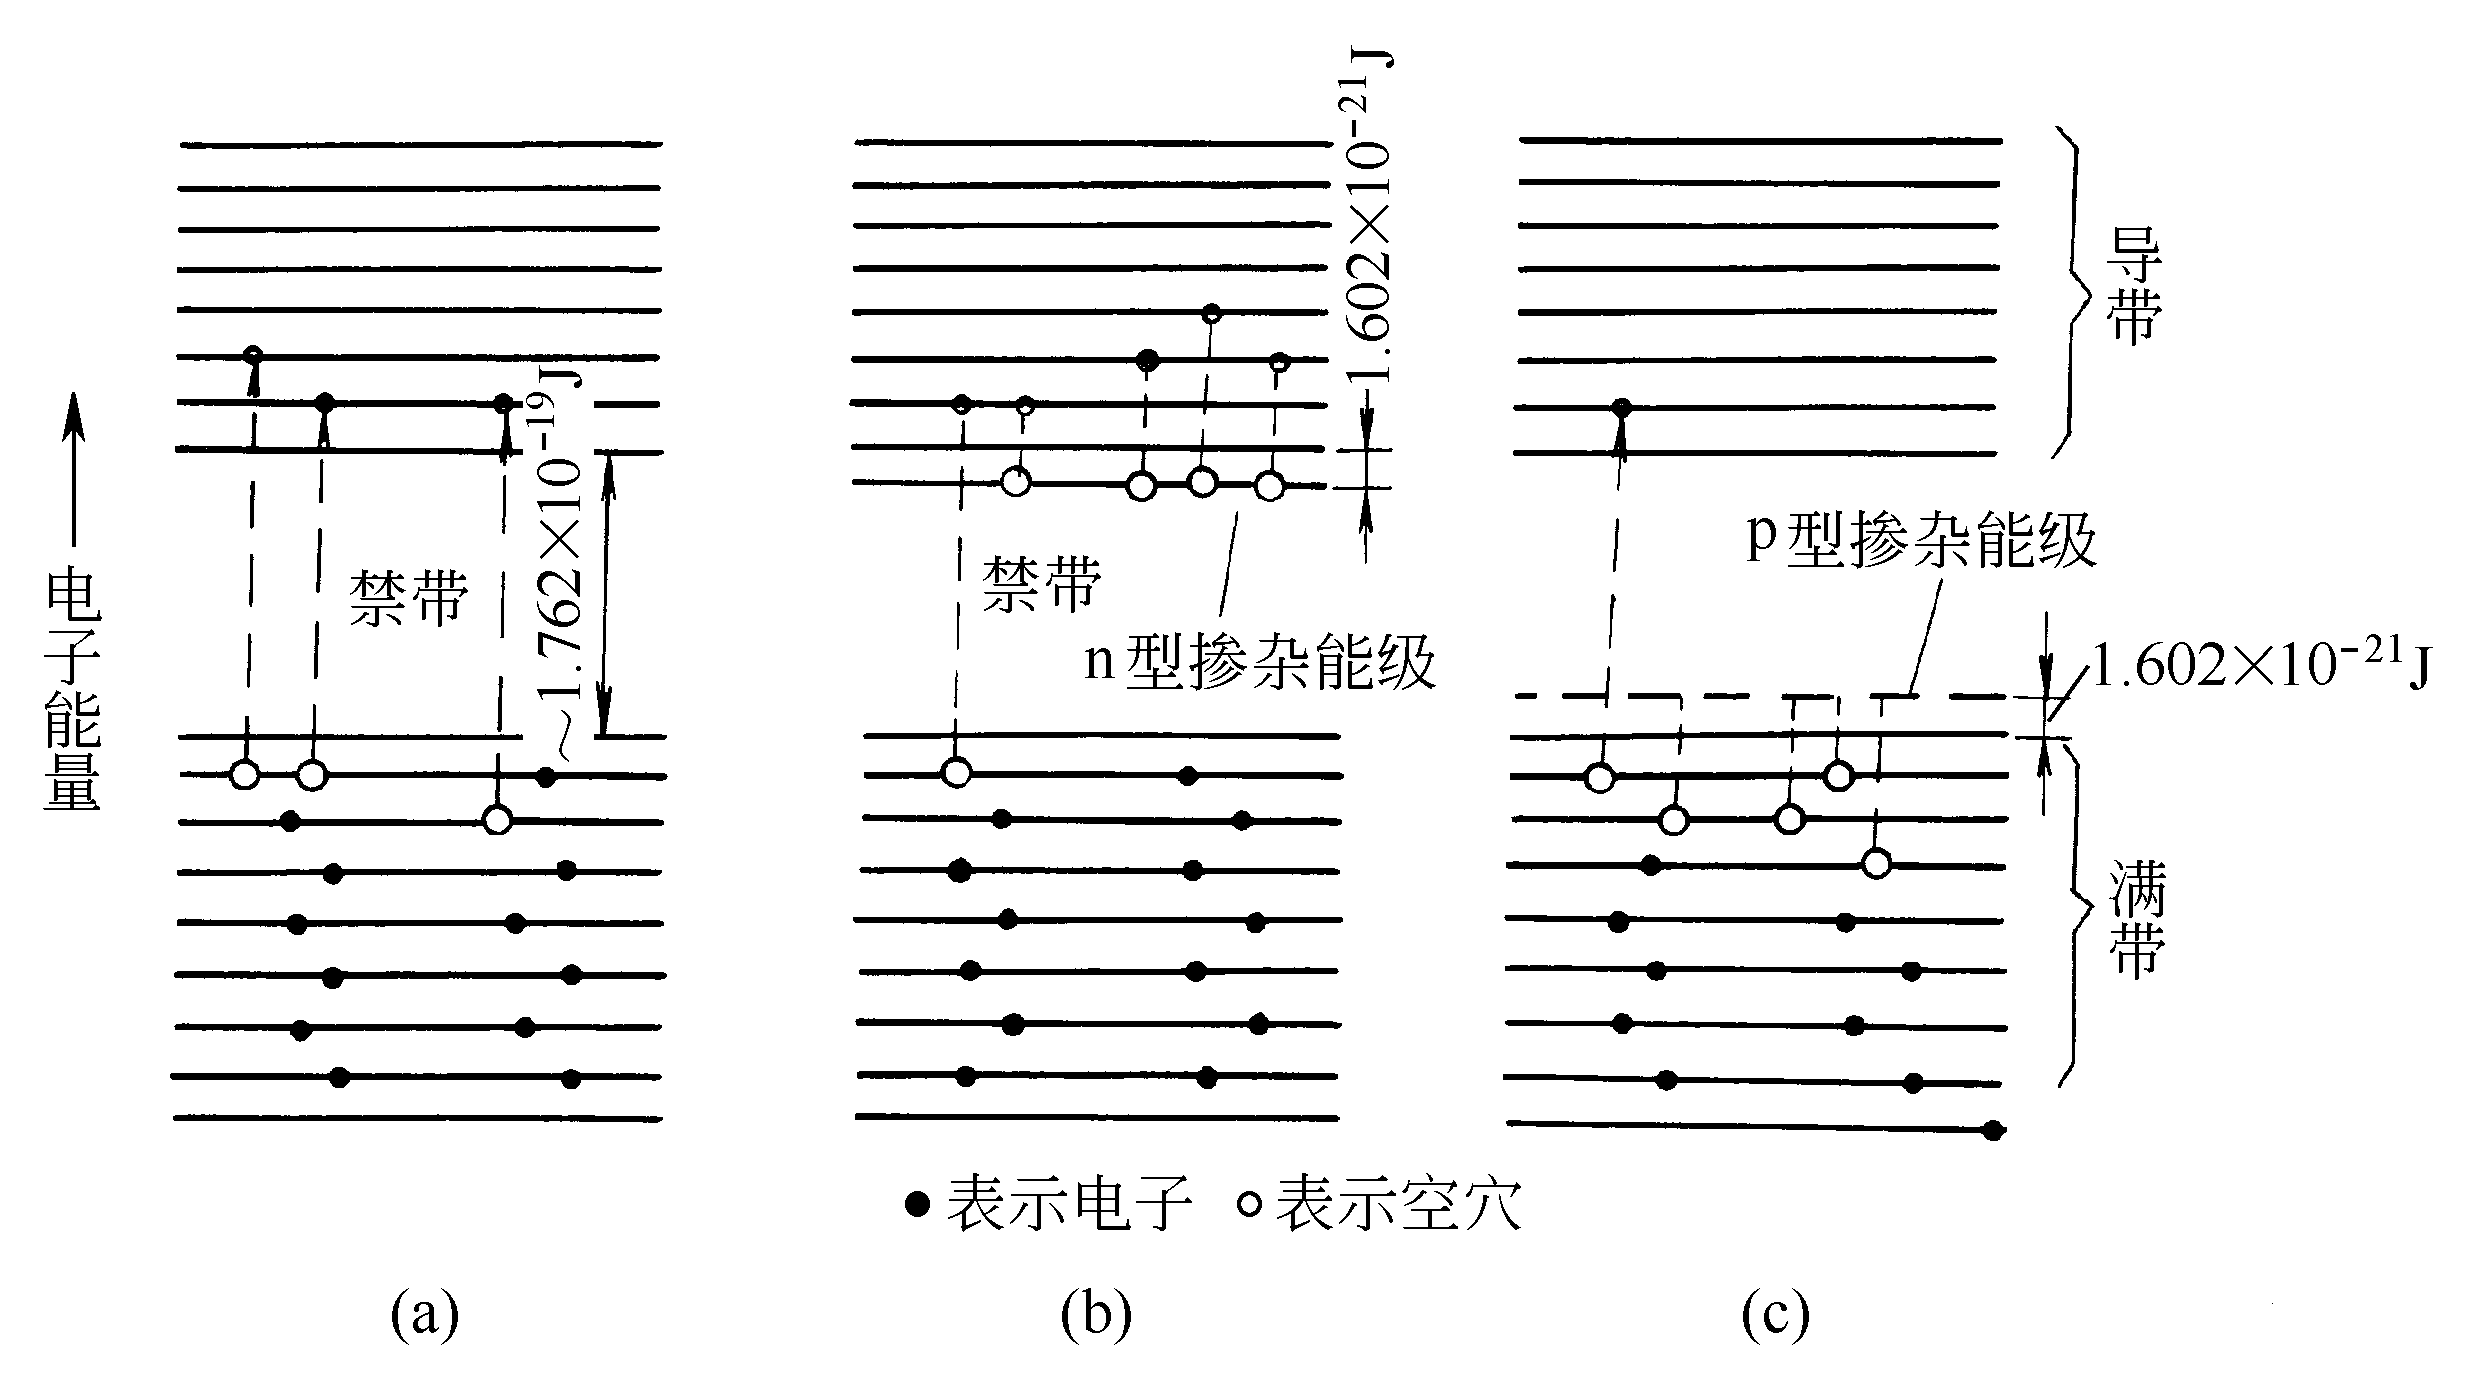 电子能量
禁带
~1.762×10⁻¹⁹J
(a)
1.602×10⁻²¹J
禁带
n型掺杂能级
(b)
导带
p型掺杂能级
1.602×10⁻²¹J
满带
(c)
●表示电子 ○表示空穴